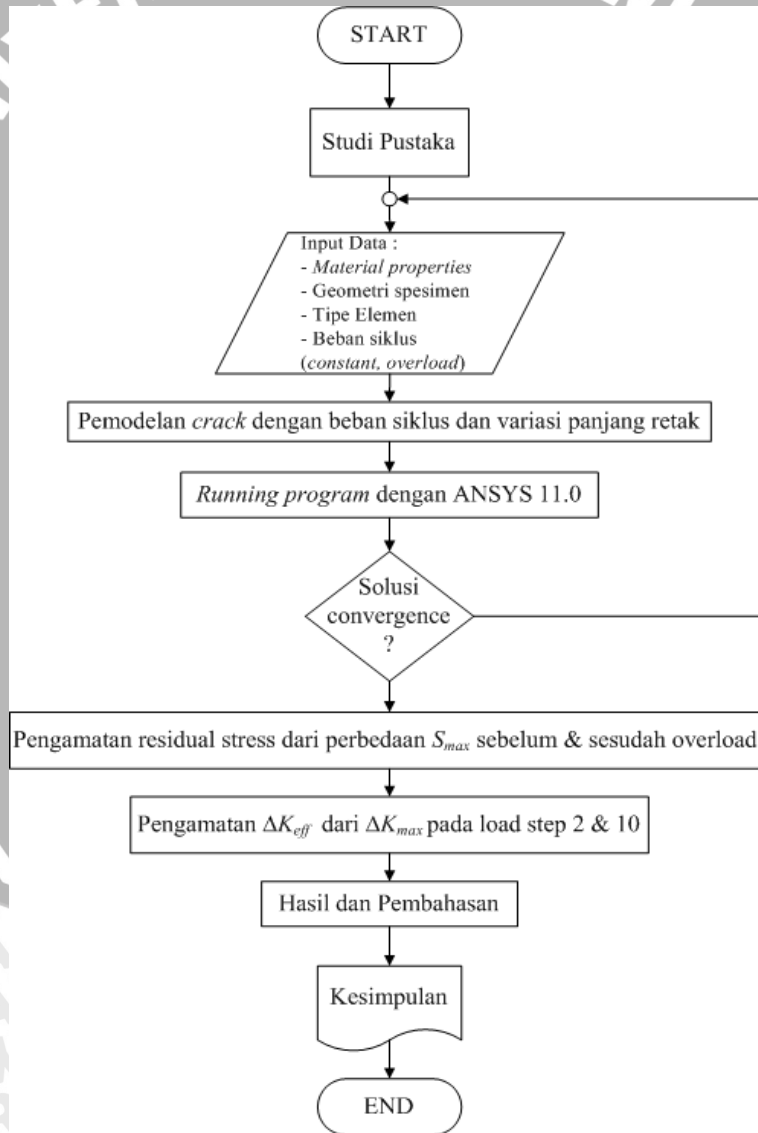 START
Studi Pustaka
Input Data :
- Material properties
- Geometri spesimen
- Tipe Elemen
- Beban siklus
(constant, overload)
Pemodelan crack dengan beban siklus dan variasi panjang retak
Running program dengan ANSYS 11.0
Solusi
convergence
?
Pengamatan residual stress dari perbedaan Smax sebelum & sesudah overload
Pengamatan ΔKeff dari ΔKmax pada load step 2 & 10
Hasil dan Pembahasan
Kesimpulan
END